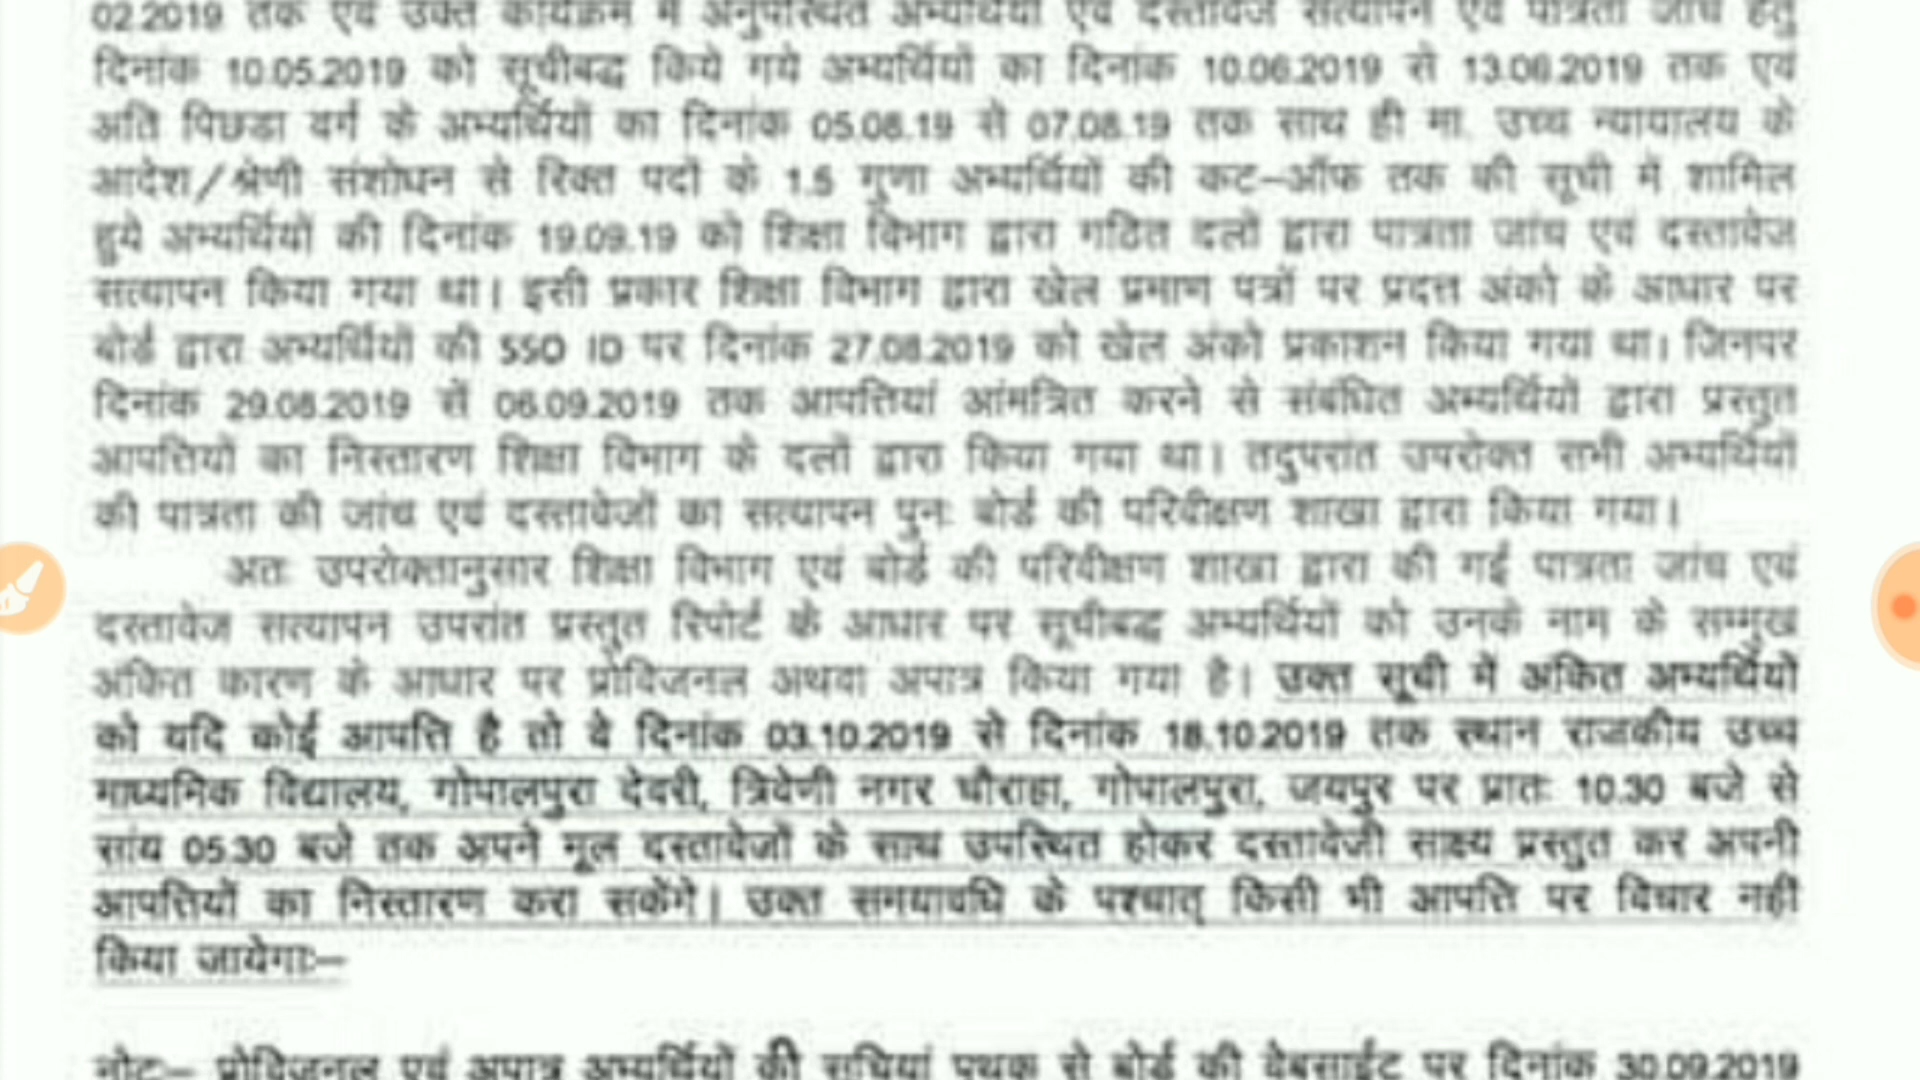 02.2019 तक एवं उक्त कार्यक्रम में अनुपस्थित अभ्यर्थियों एवं दस्तावेज सत्यापन एवं पात्रता जांच हेतु
दिनांक 10.05.2019 को सूचीबद्ध किये गये अभ्यर्थियों का दिनांक 10.06.2019 से 13.06.2019 तक एवं
अति पिछडा वर्ग के अभ्यर्थियों का दिनांक 05.08.19 से 07.08.19 तक साथ ही मा. उच्च न्यायालय के
आदेश/श्रेणी संशोधन से रिक्त पदों के 1.5 गुणा अभ्यर्थियों की कट–ऑफ तक की सूची में शामिल
हुये अभ्यर्थियों की दिनांक 19.09.19 को शिक्षा विभाग द्वारा गठित दलों द्वारा पात्रता जांच एवं दस्तावेज
सत्यापन किया गया था। इसी प्रकार शिक्षा विभाग द्वारा खेल प्रमाण पत्रों पर प्रदत्त अंको के आधार पर
बोर्ड द्वारा अभ्यर्थियों की SSO ID पर दिनांक 27.08.2019 को खेल अंको प्रकाशन किया गया था। जिनपर
दिनांक 29.08.2019 सें 06.09.2019 तक आपत्तियां आंमत्रित करने से संबंधित अभ्यर्थियों द्वारा प्रस्तुत
आपत्तियों का निस्तारण शिक्षा विभाग के दलों द्वारा किया गया था। तदुपरांत उपरोक्त सभी अभ्यर्थियों
की पात्रता की जांच एवं दस्तावेजों का सत्यापन पुनः बोर्ड की परिवीक्षण शाखा द्वारा किया गया।
अतः उपरोक्तानुसार शिक्षा विभाग एवं बोर्ड की परिवीक्षण शाखा द्वारा की गई पात्रता जांच एवं
दस्तावेज सत्यापन उपरांत प्रस्तुत रिपोर्ट के आधार पर सूचीबद्ध अभ्यर्थियों को उनके नाम के सम्मुख
अंकित कारण के आधार पर प्रोविजनल अथवा अपात्र किया गया है। उक्त सूची में अंकित अभ्यर्थियों
को यदि कोई आपत्ति है तो वे दिनांक 03.10.2019 से दिनांक 18.10.2019 तक स्थान राजकीय उच्च
माध्यमिक विद्यालय, गोपालपुरा देवरी, त्रिवेणी नगर चौराहा, गोपालपुरा, जयपुर पर प्रातः 10.30 बजे से
सांय 05.30 बजे तक अपने मूल दस्तावेजों के साथ उपस्थित होकर दस्तावेजी साक्ष्य प्रस्तुत कर अपनी
आपत्तियों का निस्तारण करा सकेंगे। उक्त समयावधि के पश्चात् किसी भी आपत्ति पर विचार नहीं
किया जायेगाः–
नोटः– प्रोविजनल एवं अपात्र अभ्यर्थियों की सूचियां पृथक से बोर्ड की वेबसाईट पर दिनांक 30.09.2019